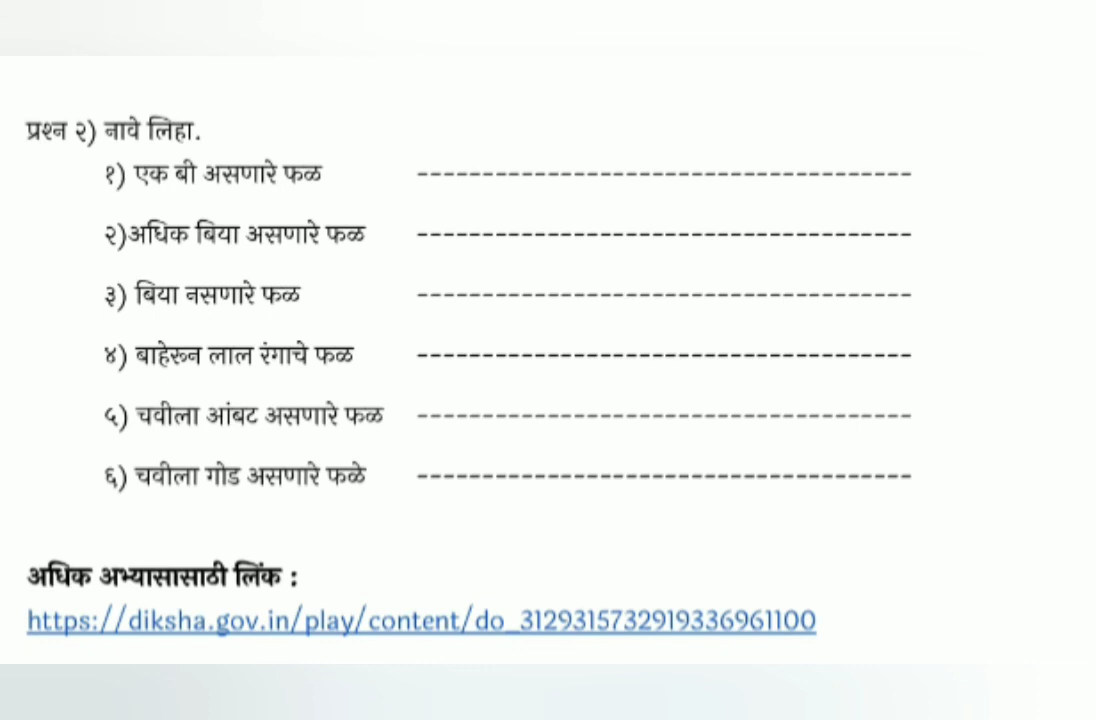 प्रश्न २) नावे लिहा.
१) एक बी असणारे फळ ------------------------------------------
२)अधिक बिया असणारे फळ ------------------------------------------
३) बिया नसणारे फळ ------------------------------------------
४) बाहेरून लाल रंगाचे फळ ------------------------------------------
५) चवीला आंबट असणारे फळ ------------------------------------------
६) चवीला गोड असणारे फळे ------------------------------------------
अधिक अभ्यासासाठी लिंक :
https://diksha.gov.in/play/content/do_3129315732919336961100